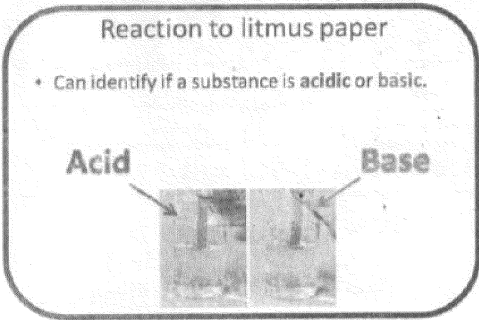 Reaction to litmus paper
• Can identify if a substance is acidic or basic.
Acid
Base